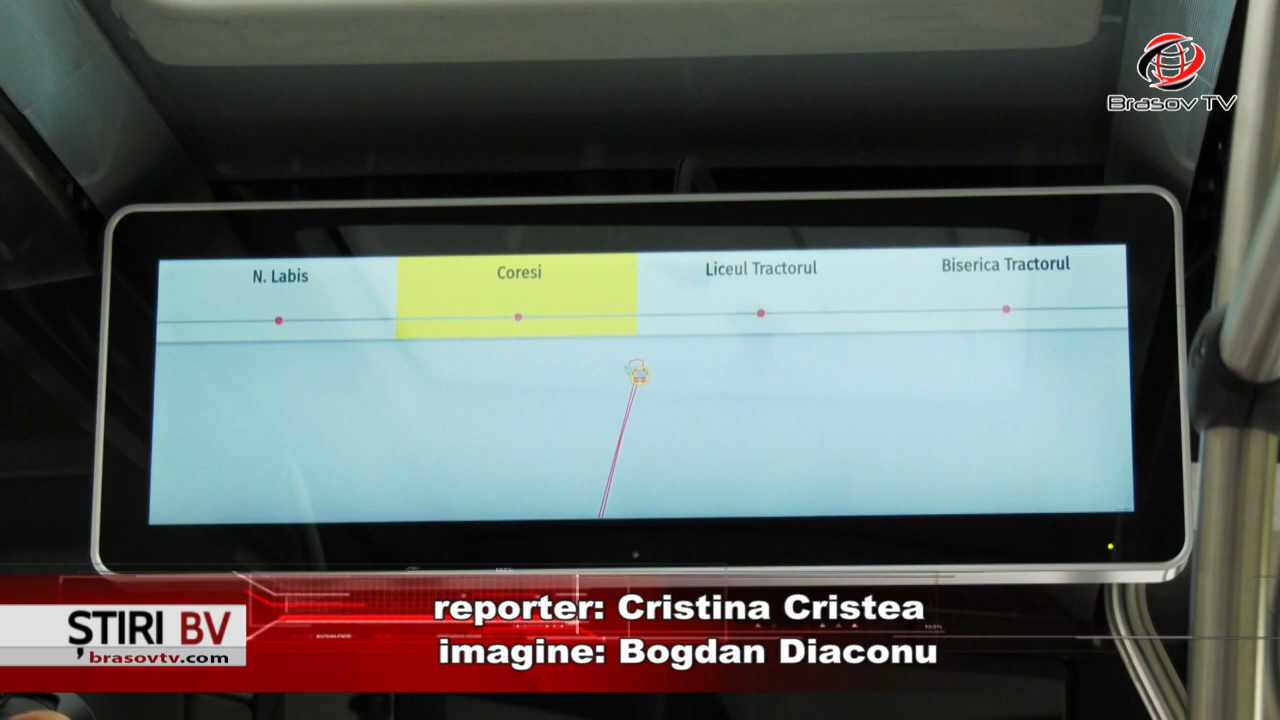 Brasov TV
N. Labis
Coresi
Liceul Tractorul
Biserica Tractorul
reporter: Cristina Cristea
ȘTIRI BV
imagine: Bogdan Diaconu
brasovtv.com